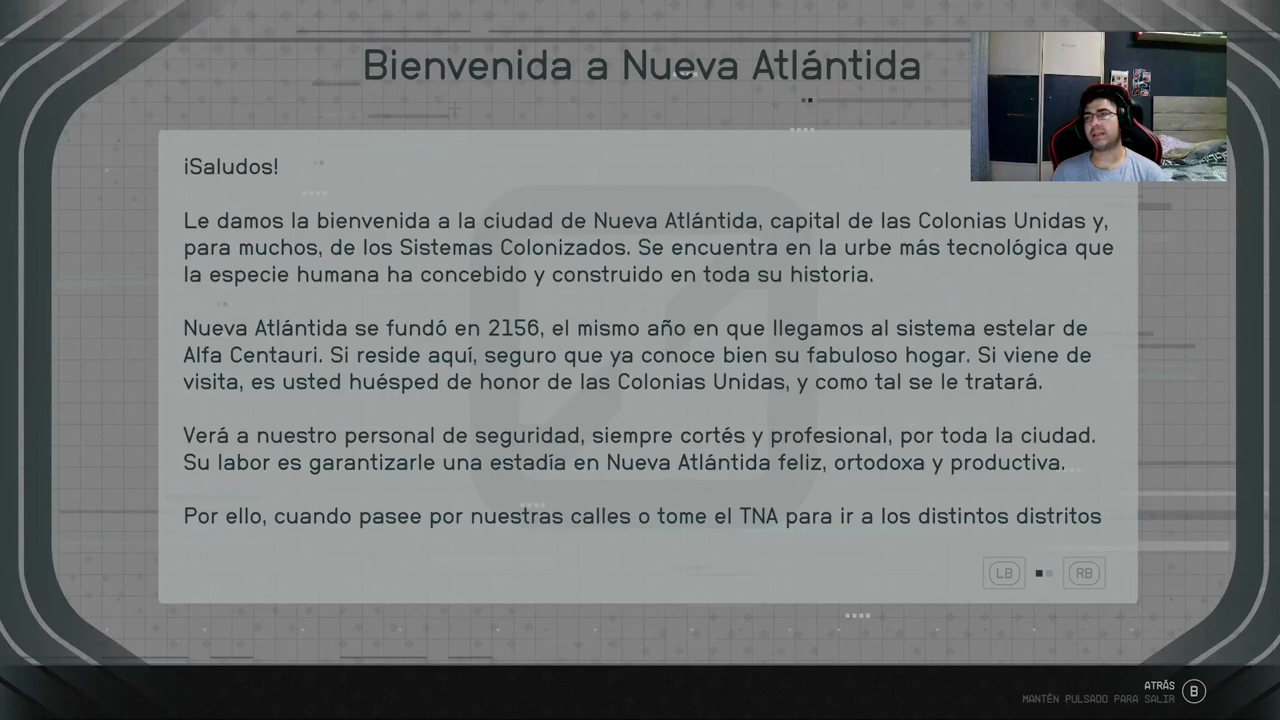 Bienvenida a Nueva Atlántida
¡Saludos!
Le damos la bienvenida a la ciudad de Nueva Atlántida, capital de las Colonias Unidas y,
para muchos, de los Sistemas Colonizados. Se encuentra en la urbe más tecnológica que
la especie humana ha concebido y construido en toda su historia.
Nueva Atlántida se fundó en 2156, el mismo año en que llegamos al sistema estelar de
Alfa Centauri. Si reside aquí, seguro que ya conoce bien su fabuloso hogar. Si viene de
visita, es usted huésped de honor de las Colonias Unidas, y como tal se le tratará.
Verá a nuestro personal de seguridad, siempre cortés y profesional, por toda la ciudad.
Su labor es garantizarle una estadía en Nueva Atlántida feliz, ortodoxa y productiva.
Por ello, cuando pasee por nuestras calles o tome el TNA para ir a los distintos distritos
LB RB
ATRÁS B
MANTÉN PULSADO PARA SALIR